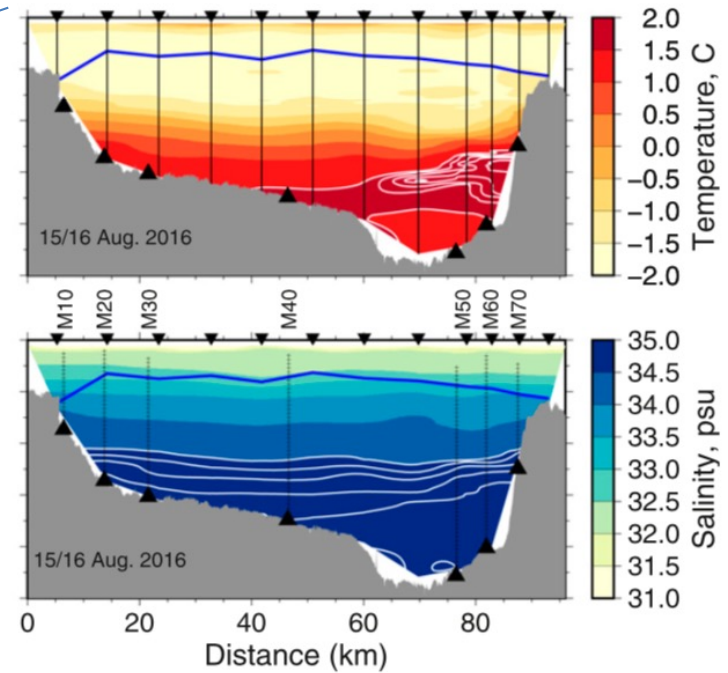 2.0
1.5
1.0
0.5
0.0
−0.5
−1.0
−1.5
−2.0
Temperature, C
15/16 Aug. 2016
M10
M20
M30
M40
M50
M60
M70
35.0
34.5
34.0
33.5
33.0
32.5
32.0
31.5
31.0
Salinity, psu
15/16 Aug. 2016
0 20 40 60 80
Distance (km)